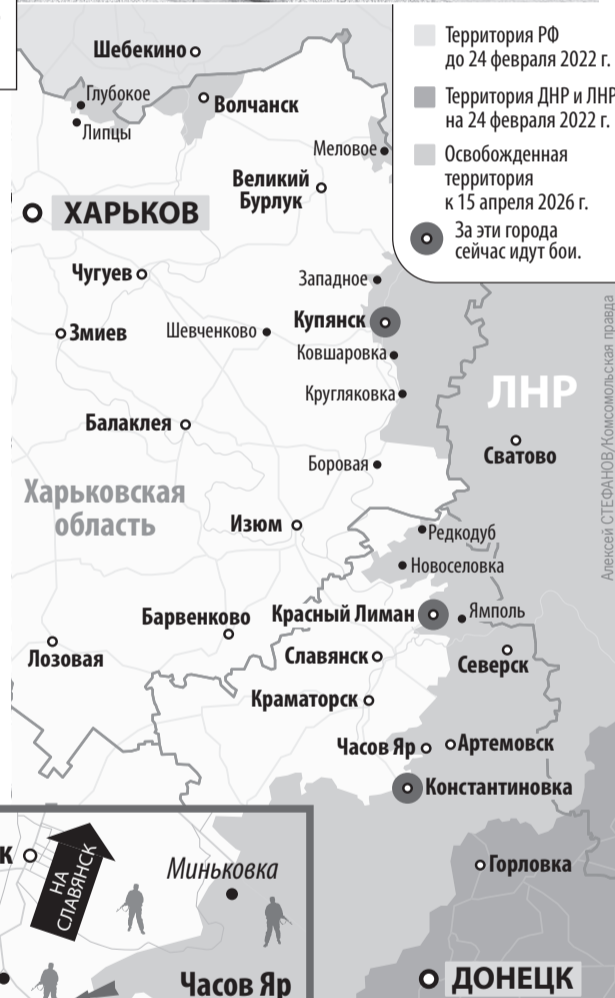 Территория РФ
до 24 февраля 2022 г.
Территория ДНР и ЛНР
на 24 февраля 2022 г.
Освобожденная
территория
к 15 апреля 2026 г.
За эти города
сейчас идут бои.
Шебекино
Глубокое
Волчанск
Липцы
Меловое
Великий
Бурлук
ХАРЬКОВ
Чугуев
Западное
Змиев
Шевченково
Купянск
Ковшаровка
Кругляковка
ЛНР
Балаклея
Сватово
Боровая
Харьковская
область
Изюм
Редкодуб
Новоселовка
Барвенково
Красный Лиман
Ямполь
Лозовая
Славянск
Северск
Краматорск
Часов Яр
Артемовск
Константиновка
Горловка
ДОНЕЦК
Алексей СТЕФАНОВ/Комсомольская правда
К
НА
СЛАВЯНСК
Миньковка
Часов Яр